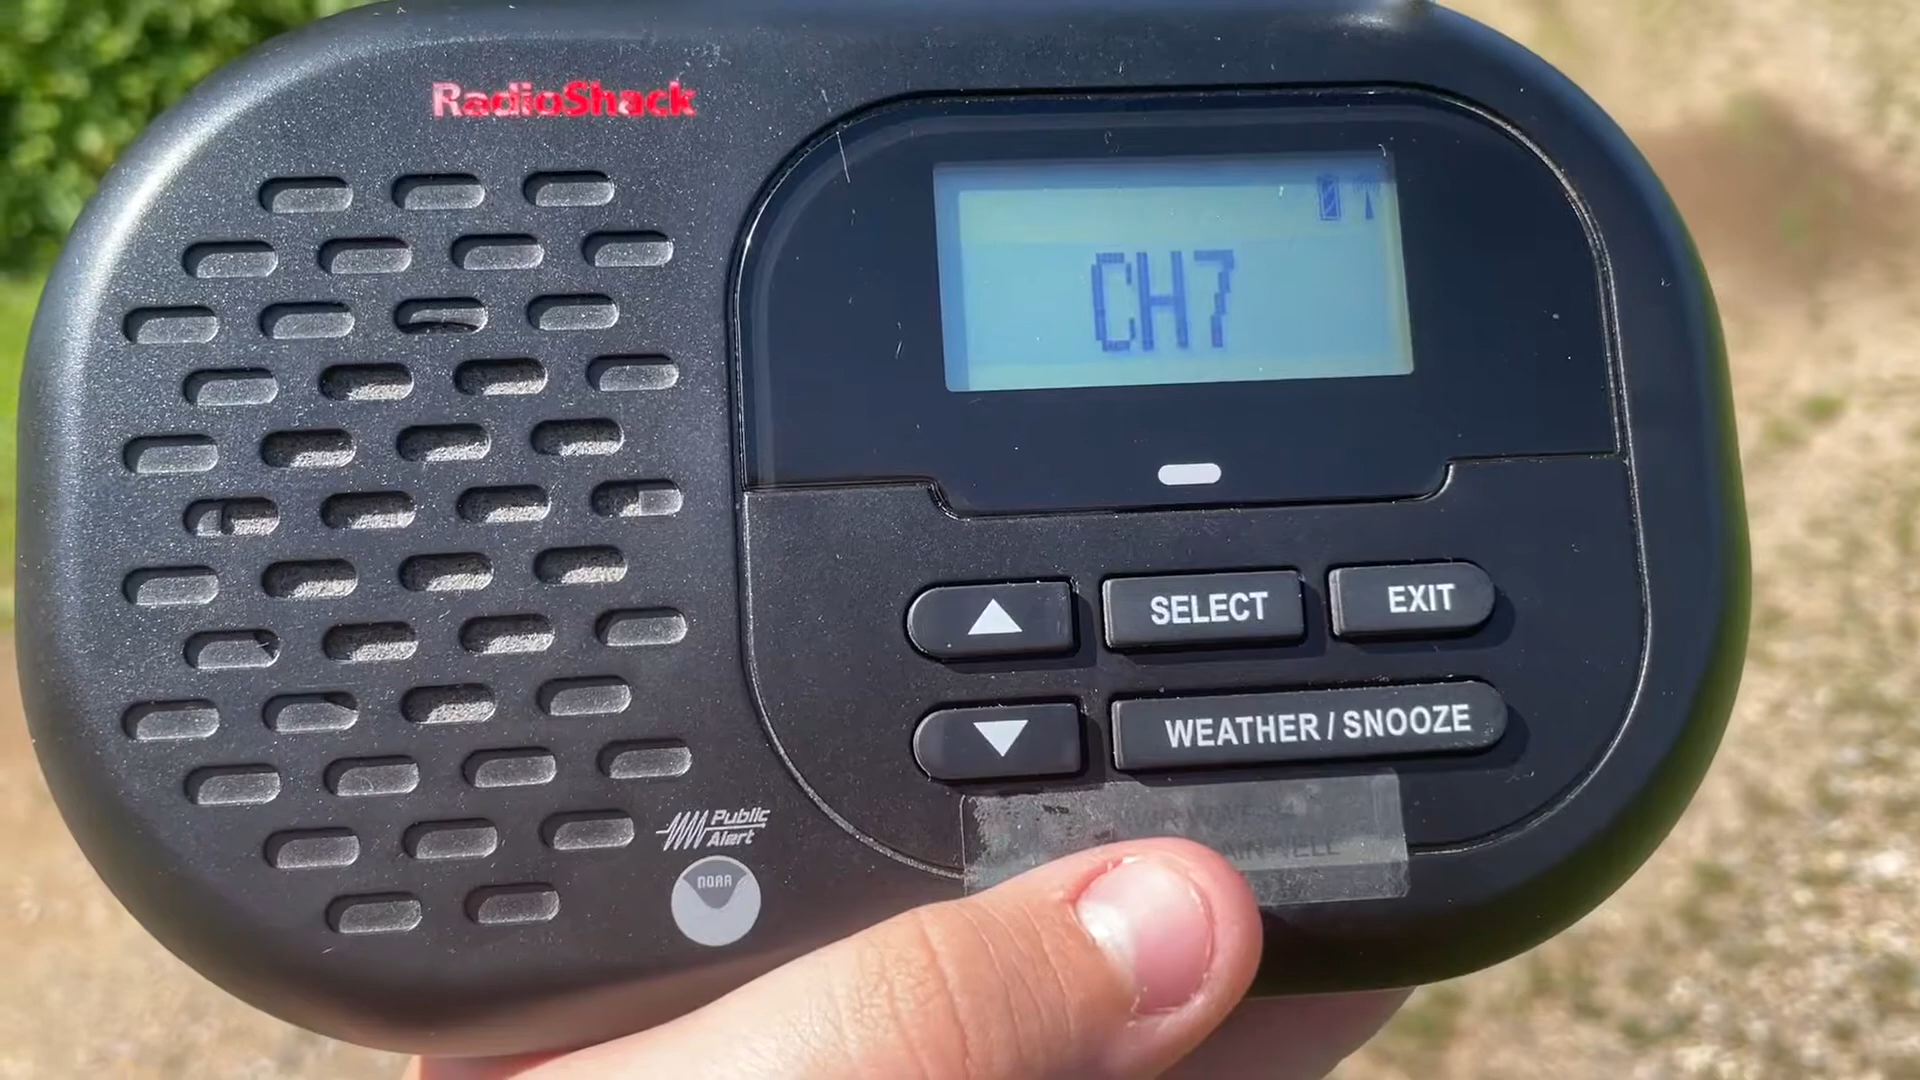 RadioShack
CH7
SELECT
EXIT
WEATHER / SNOOZE
Public
Alert
NOAA